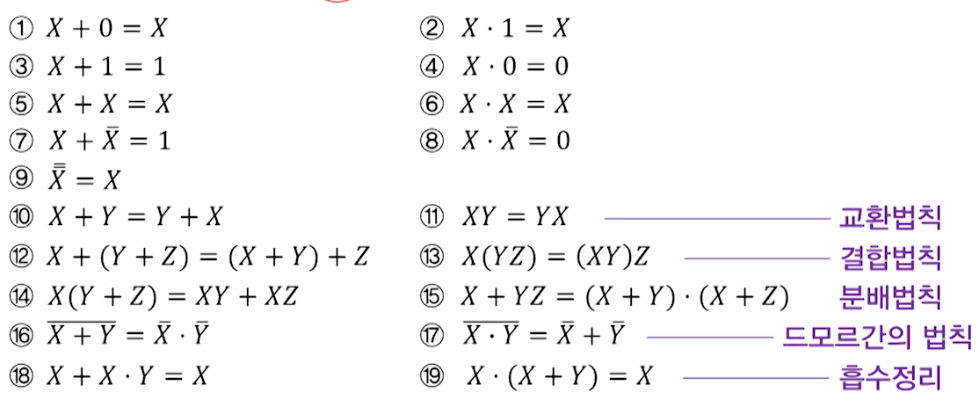 ① X + 0 = X ② X · 1 = X
③ X + 1 = 1 ④ X · 0 = 0
⑤ X + X = X ⑥ X · X = X
⑦ X + X̄ = 1 ⑧ X · X̄ = 0
⑨ X̿ = X
⑩ X + Y = Y + X ⑪ XY = YX 교환법칙
⑫ X + (Y + Z) = (X + Y) + Z ⑬ X(YZ) = (XY)Z 결합법칙
⑭ X(Y + Z) = XY + XZ ⑮ X + YZ = (X + Y) · (X + Z) 분배법칙
⑯ \overline{X + Y} = X̄ · Ȳ ⑰ \overline{X · Y} = X̄ + Ȳ 드모르간의 법칙
⑱ X + X · Y = X ⑲ X · (X + Y) = X 흡수정리